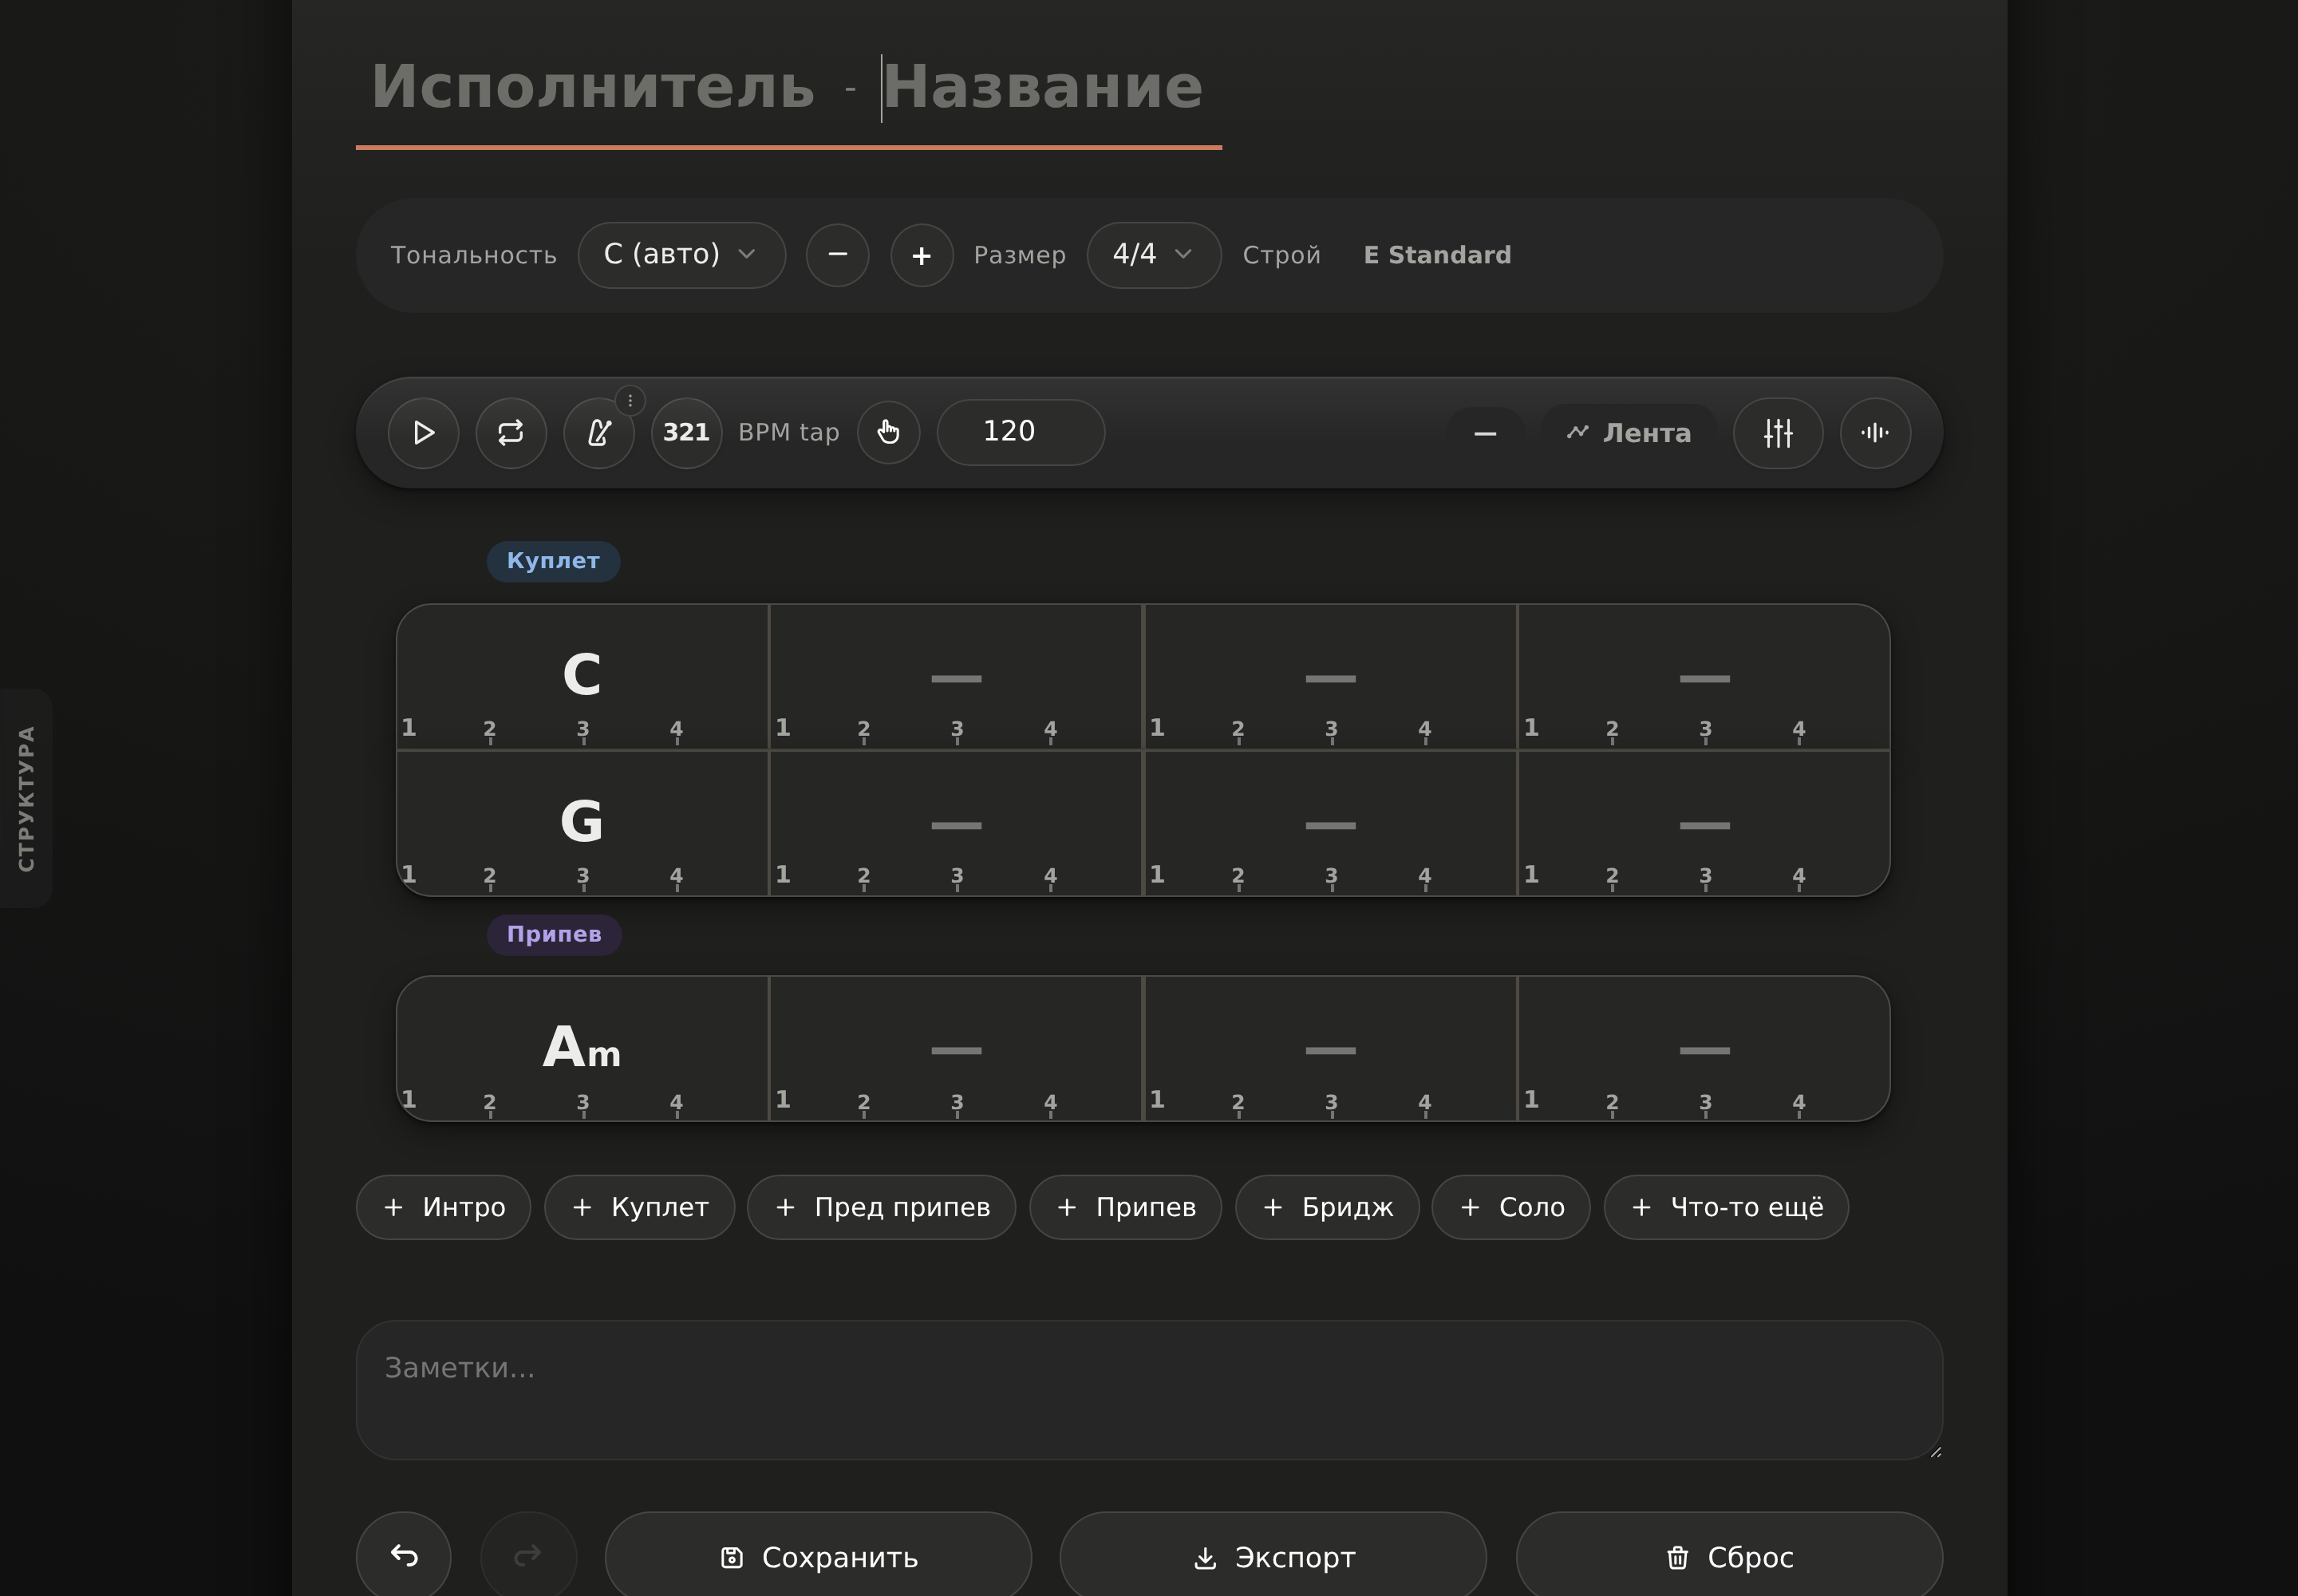 Исполнитель - Название
Тональность C (авто) − + Размер 4/4 Строй E Standard
321 BPM tap 120 — Лента
Куплет
C — — —
1 2 3 4 1 2 3 4 1 2 3 4 1 2 3 4
G — — —
1 2 3 4 1 2 3 4 1 2 3 4 1 2 3 4
СТРУКТУРА
Припев
Am — — —
1 2 3 4 1 2 3 4 1 2 3 4 1 2 3 4
+ Интро + Куплет + Пред припев + Припев + Бридж + Соло + Что-то ещё
Заметки...
Сохранить Экспорт Сброс